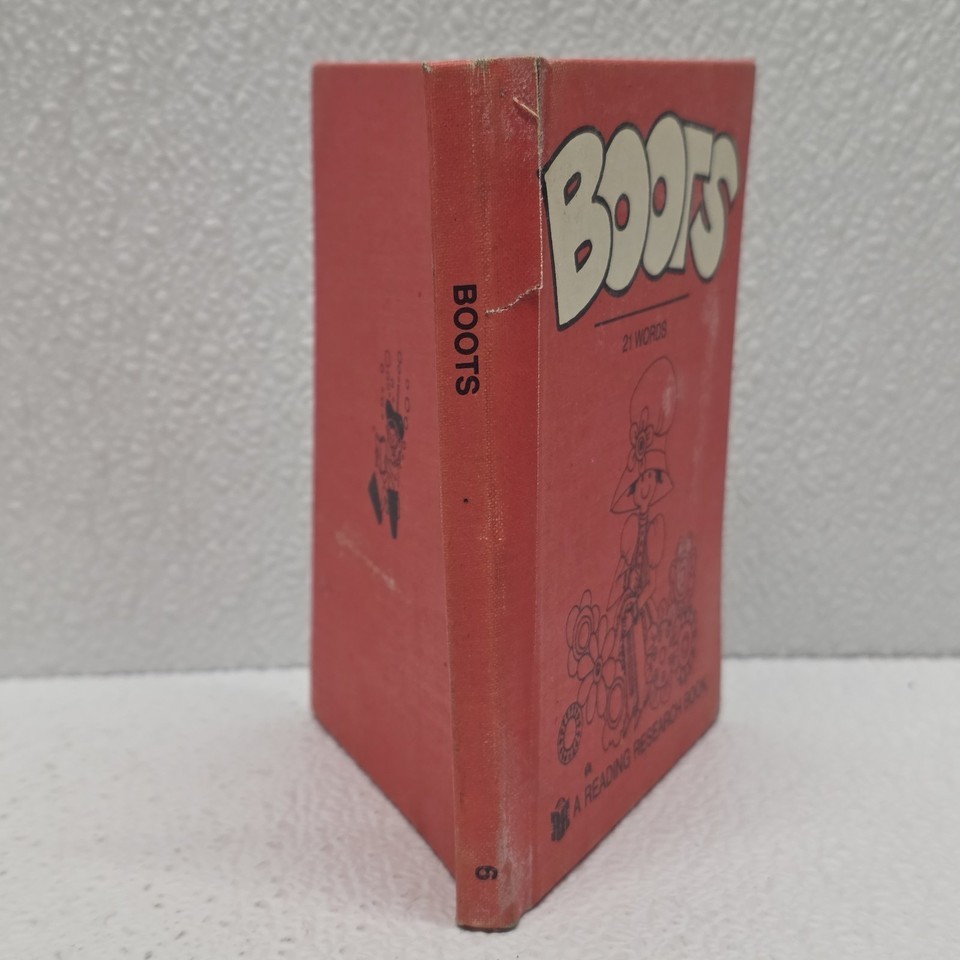 BOOTS
6
BOOTS
21 WORDS
A READING RESEARCH BOOK